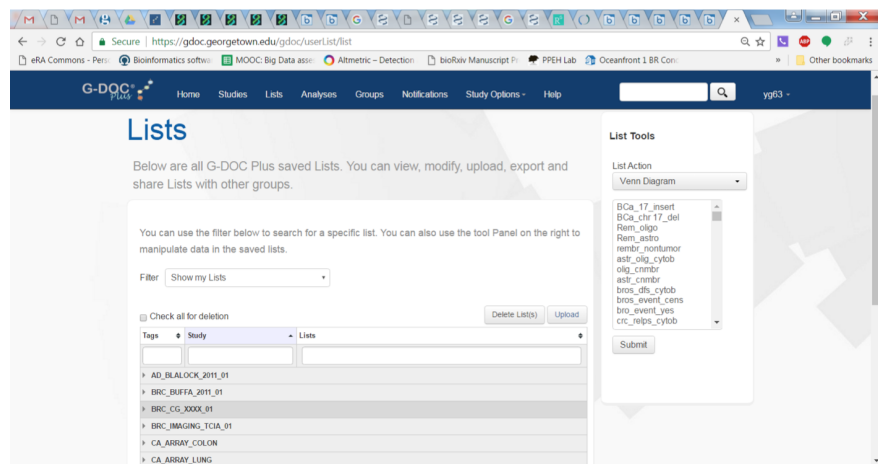 Secure | https://gdoc.georgetown.edu/gdoc/userList/list
eRA Commons - Pers
Bioinformatics softwa
MOOC: Big Data asse
Altmetric – Detection
bioRxiv Manuscript P
PPEH Lab
Oceanfront 1 BR Con
»
Other bookmarks
G-DOC Plus
Home Studies Lists Analyses Groups Notifications Study Options Help
yg63
Lists
Below are all G-DOC Plus saved Lists. You can view, modify, upload, export and
share Lists with other groups.
You can use the filter below to search for a specific list. You can also use the tool Panel on the right to
manipulate data in the saved lists.
Filter Show my Lists
Check all for deletion
Delete List(s) Upload
Tags Study Lists
AD_BLALOCK_2011_01
BRC_BUFFA_2011_01
BRC_CG_XXXX_01
BRC_IMAGING_TCIA_01
CA_ARRAY_COLON
CA_ARRAY_LUNG
List Tools
List Action
Venn Diagram
BCa_17_insert
BCa_chr 17_del
Rem_oligo
Rem_astro
rembr_nontumor
astr_olig_cytob
olig_cnmbr
astr_cnmbr
bros_dfs_cytob
bros_event_cens
bro_event_yes
crc_relps_cytob
Submit